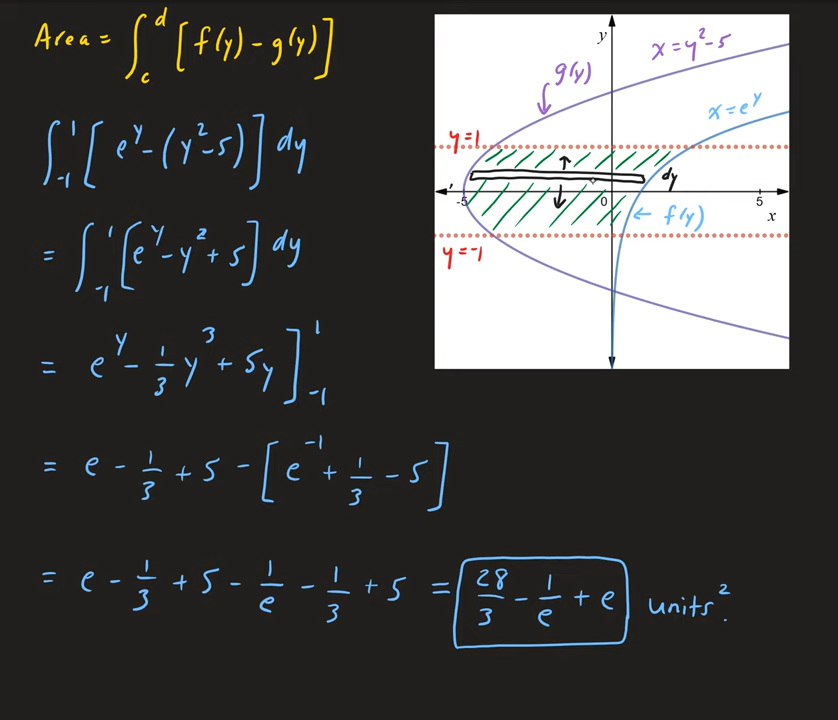 Area = ∫_c^d [f(y) - g(y)]
∫_{-1}^{1} [e^y - (y^2 - 5)] dy
= ∫_{-1}^{1} [e^y - y^2 + 5] dy
= e^y - 1/3 y^3 + 5y ]_{-1}^{1}
= e - 1/3 + 5 - [e^{-1} + 1/3 - 5]
= e - 1/3 + 5 - 1/e - 1/3 + 5 = 28/3 - 1/e + e units^2.
y
x = y^2 - 5
g(y)
x = e^y
y = 1
dy
-5
0
5
x
← f(y)
y = -1